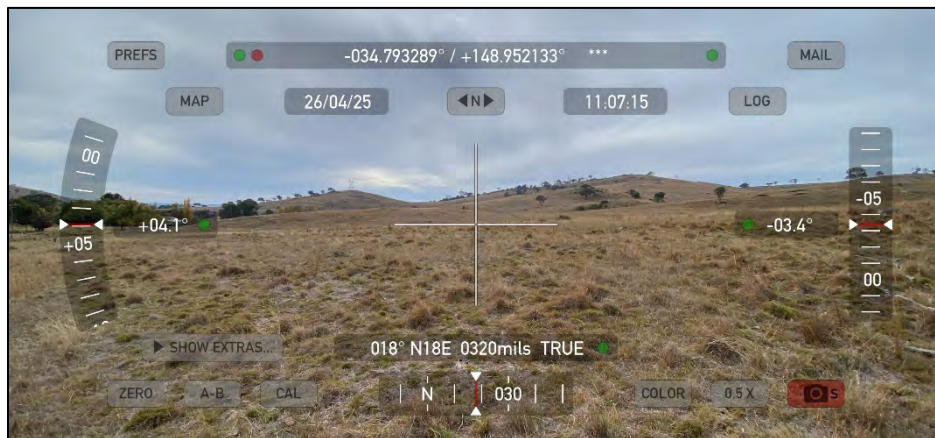 PREFS -034.793289° / +148.952133° *** MAIL
MAP 26/04/25 ◀N▶ 11:07:15 LOG
00
-05
+04.1° -03.4°
+05
00
018° N18E 0320mils TRUE
▶ SHOW EXTRAS...
ZERO A-B CAL N 030 COLOR 0.5X S